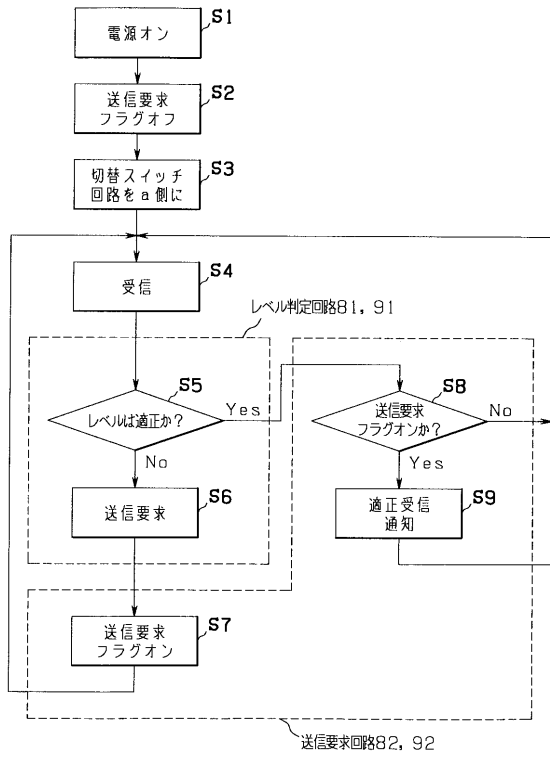 S1
電源オン
S2
送信要求
フラグオフ
S3
切替スイッチ
回路をa側に
S4
受信
レベル判定回路81，91
S5
レベルは適正か？
Yes
No
S6
送信要求
S7
送信要求
フラグオン
S8
送信要求
フラグオンか？
No
Yes
S9
適正受信
通知
送信要求回路82，92